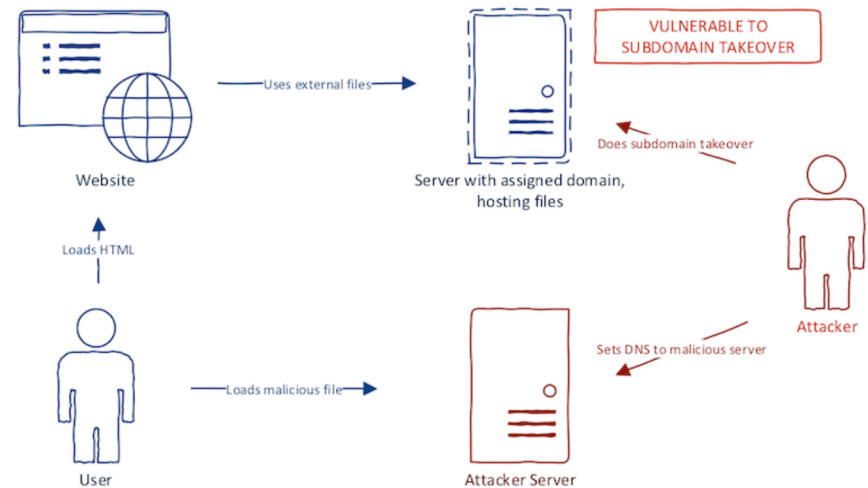 VULNERABLE TO
SUBDOMAIN TAKEOVER
Uses external files
Does subdomain takeover
Website
Server with assigned domain,
hosting files
Loads HTML
Attacker
Sets DNS to malicious server
Loads malicious file
User
Attacker Server